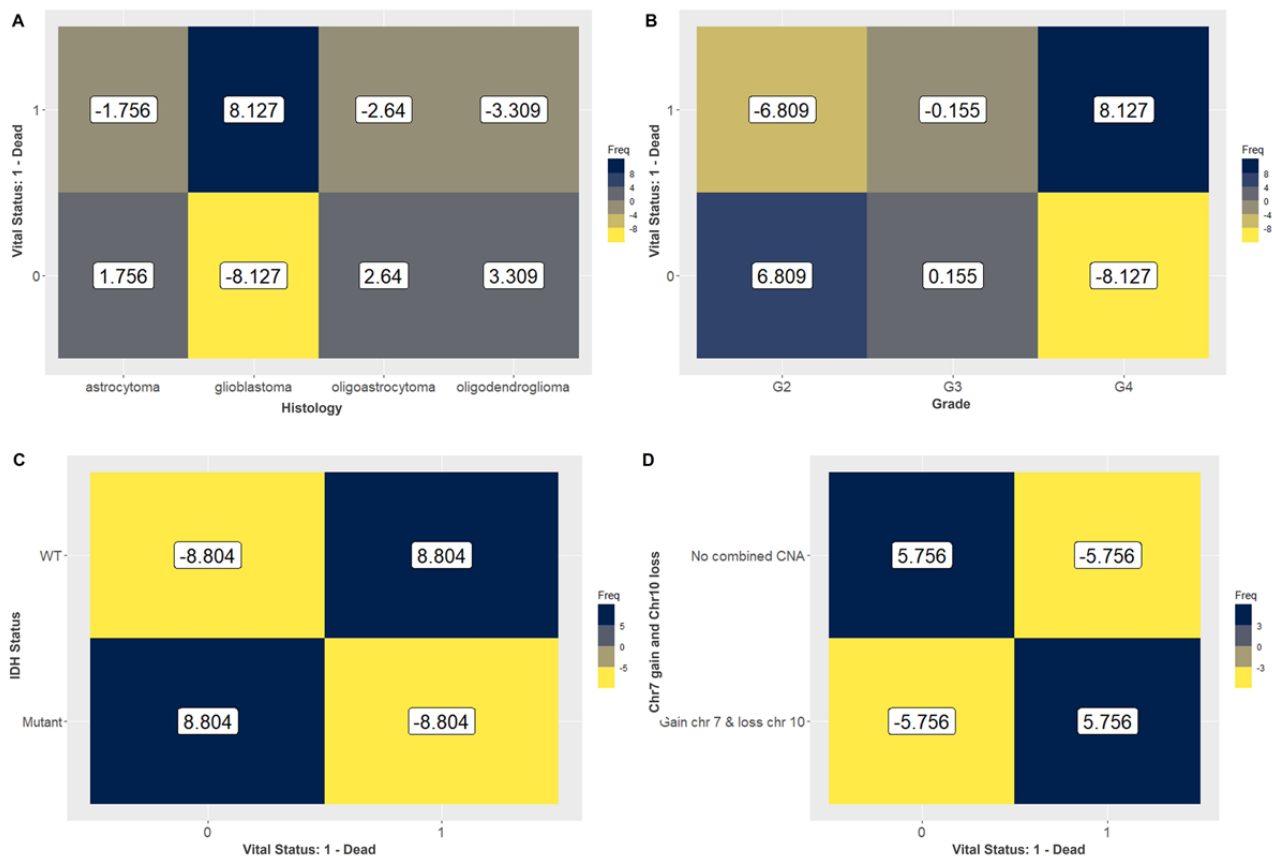 A
Vital Status: 1 - Dead
1
0
-1.756 8.127 -2.64 -3.309
1.756 -8.127 2.64 3.309
astrocytoma glioblastoma oligoastrocytoma oligodendroglioma
Histology
Freq
8
4
0
-4
-8
B
Vital Status: 1 - Dead
1
0
-6.809 -0.155 8.127
6.809 0.155 -8.127
G2 G3 G4
Grade
Freq
8
4
0
-4
-8
C
IDH Status
WT
Mutant
-8.804 8.804
8.804 -8.804
0 1
Vital Status: 1 - Dead
Freq
5
0
-5
D
Chr7 gain and Chr10 loss
No combined CNA
Gain chr 7 & loss chr 10
5.756 -5.756
-5.756 5.756
0 1
Vital Status: 1 - Dead
Freq
3
0
-3